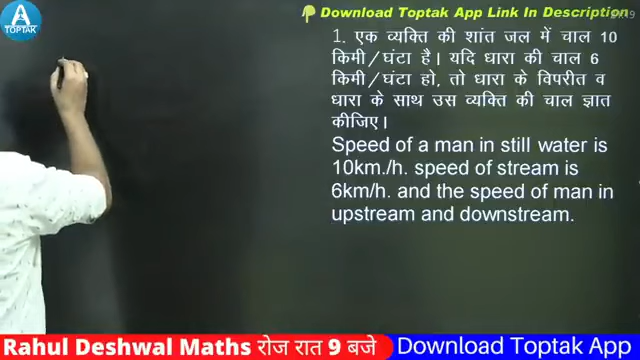 TOPTAK
Download Toptak App Link In Description
1. एक व्यक्ति की शांत जल में चाल 10
किमी/घंटा है। यदि धारा की चाल 6
किमी/घंटा हो, तो धारा के विपरीत व
धारा के साथ उस व्यक्ति की चाल ज्ञात
कीजिए।
Speed of a man in still water is
10km./h. speed of stream is
6km/h. and the speed of man in
upstream and downstream.
Rahul Deshwal Maths रोज रात 9 बजे
Download Toptak App